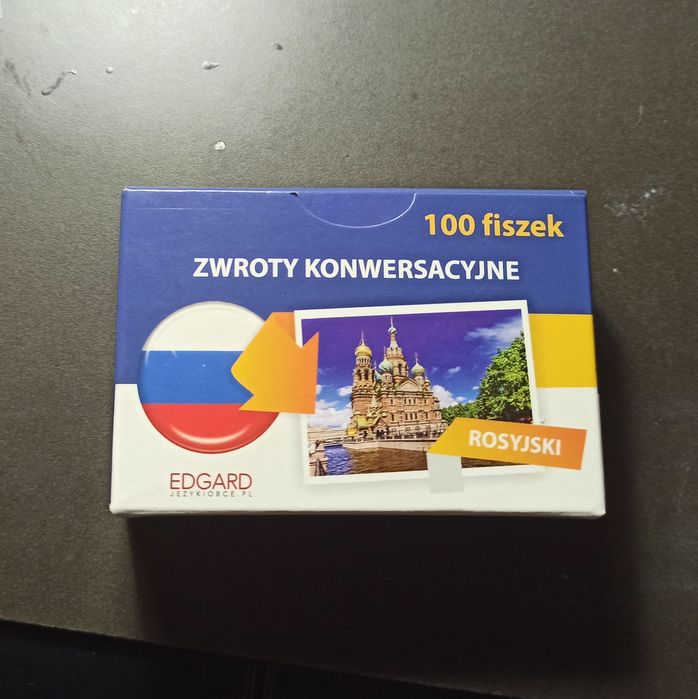 100 fiszek
ZWROTY KONWERSACYJNE
ROSYJSKI
EDGARD
JEZYKIOBCE.PL